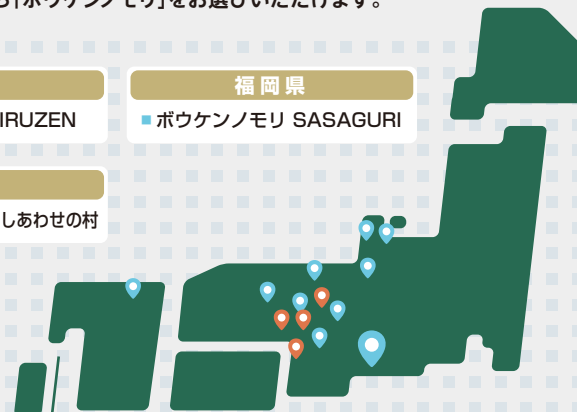 ら「ボウケンノモリ」をお選びいただけます。
福岡県
IRUZEN
■ボウケンノモリ SASAGURI
しあわせの村